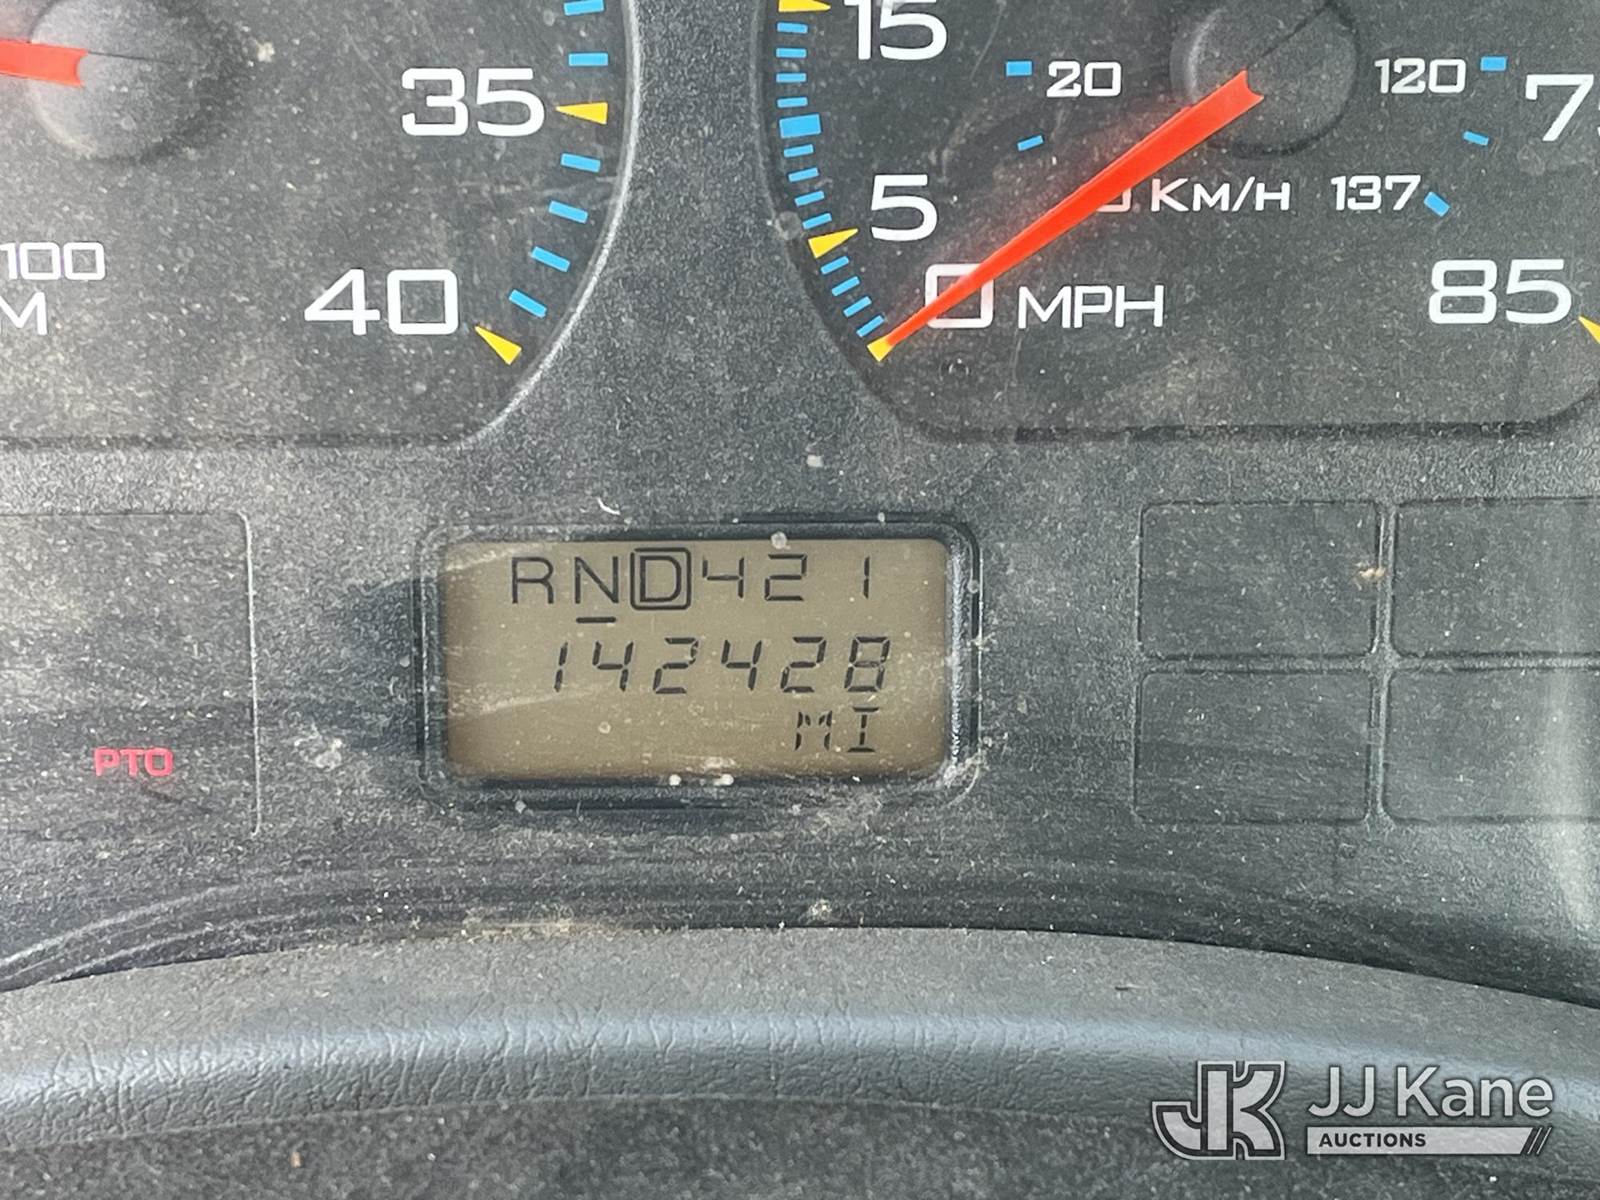 35
40
100
M
15
5
0 MPH
20
120
KM/H 137
85
PTO
RND421
142428
MI
JJ Kane
AUCTIONS